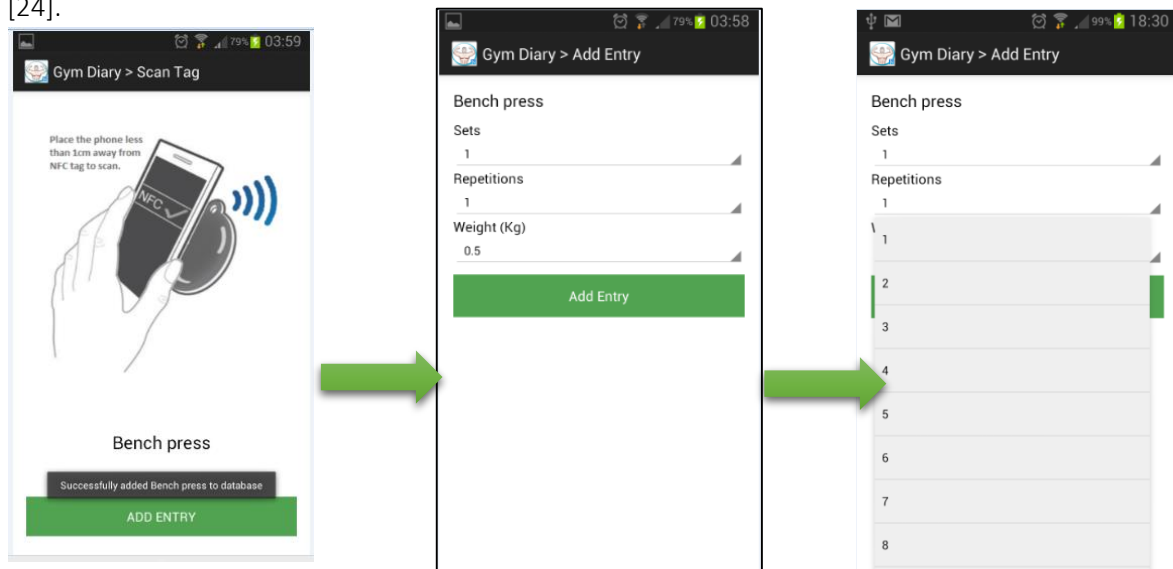 [24].
79% 03:59
Gym Diary > Scan Tag
Place the phone less
than 1cm away from
NFC tag to scan.
NFC
Bench press
Successfully added Bench press to database
ADD ENTRY
79% 03:58
Gym Diary > Add Entry
Bench press
Sets
1
Repetitions
1
Weight (Kg)
0.5
Add Entry
99% 18:30
Gym Diary > Add Entry
Bench press
Sets
1
Repetitions
1
1
2
3
4
5
6
7
8